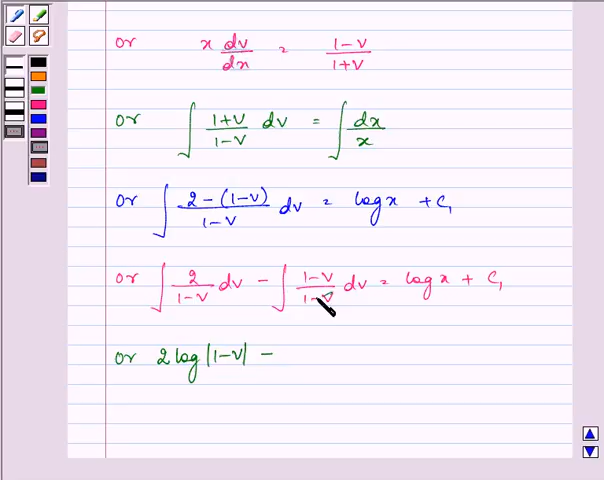 or x dv/dx = 1-v/1+v
or ∫ 1+v/1-v dv = ∫ dx/x
or ∫ 2-(1-v)/1-v dv = log x + C₁
or ∫ 2/1-v dv - ∫ 1-v/1-v dv = log x + C₁
or 2 log |1-v| -